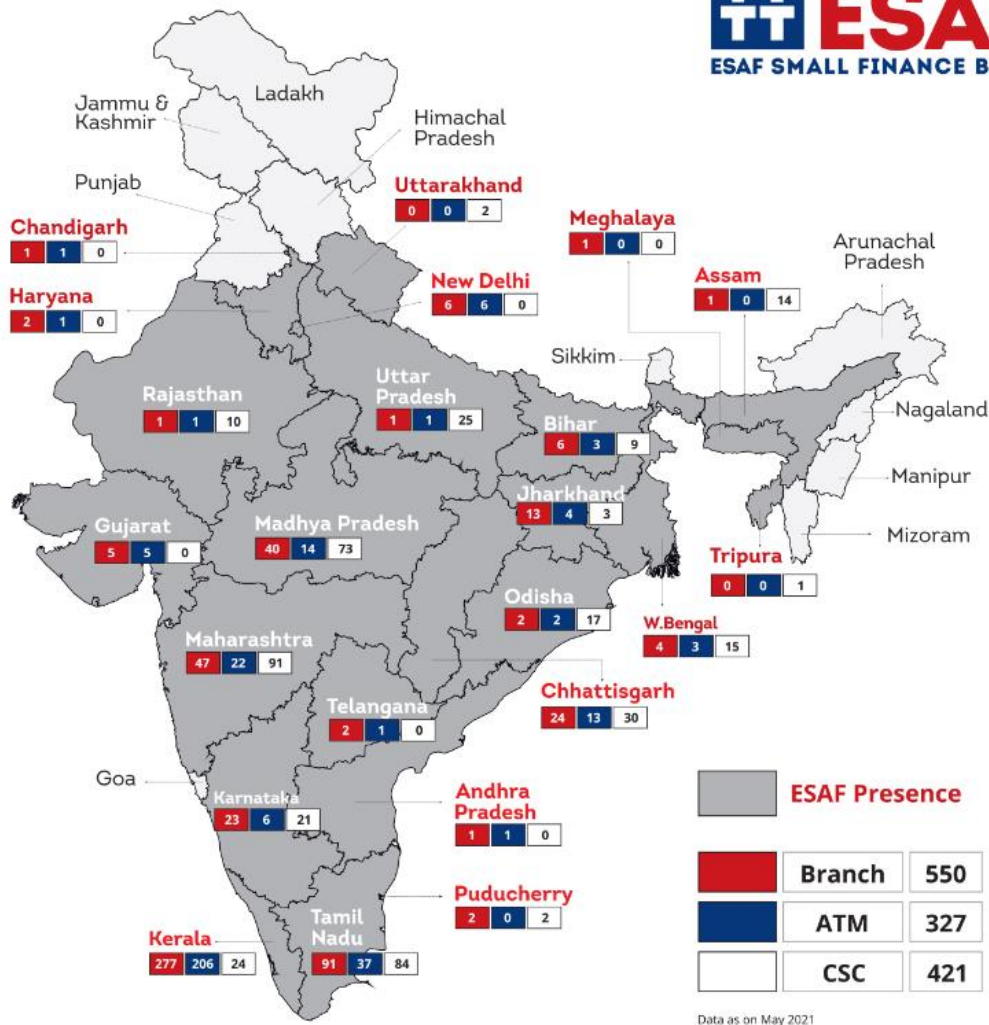 ESA
ESAF SMALL FINANCE B
Ladakh
Jammu &
Kashmir
Himachal
Pradesh
Punjab
Uttarakhand
0 0 2
Chandigarh
1 1 0
Meghalaya
1 0 0
Arunachal
Pradesh
Haryana
2 1 0
New Delhi
6 6 0
Assam
1 0 14
Sikkim
Rajasthan
1 1 10
Uttar
Pradesh
1 1 25
Bihar
6 3 9
Nagaland
Manipur
Mizoram
Jharkhand
13 4 3
Gujarat
5 5 0
Madhya Pradesh
40 14 73
Tripura
0 0 1
Odisha
2 2 17
W.Bengal
4 3 15
Maharashtra
47 22 91
Chhattisgarh
24 13 30
Telangana
2 1 0
Goa
Karnataka
23 6 21
Andhra
Pradesh
1 1 0
Puducherry
2 0 2
Kerala
277 206 24
Tamil
Nadu
91 37 84
ESAF Presence
Branch 550
ATM 327
CSC 421
Data as on May 2021